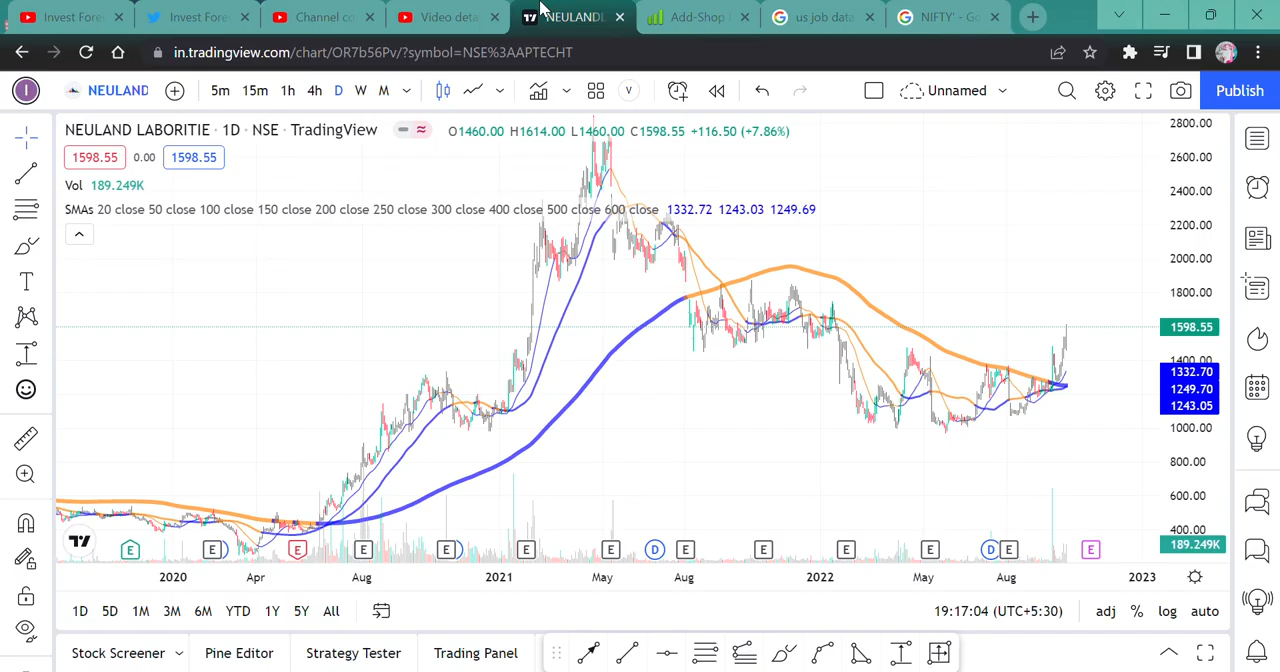 Invest Fore
Invest Fore
Channel co
Video deta
NEULANDL
Add-Shop
us job data
NIFTY' - Go
in.tradingview.com/chart/OR7b56Pv/?symbol=NSE%3AAPTECHT
I
NEULAND
5m 15m 1h 4h D W M
V
Unnamed
Publish
NEULAND LABORITIE · 1D · NSE · TradingView
O1460.00 H1614.00 L1460.00 C1598.55 +116.50 (+7.86%)
1598.55 0.00 1598.55
Vol 189.249K
SMAs 20 close 50 close 100 close 150 close 200 close 250 close 300 close 400 close 500 close 600 close 1332.72 1243.03 1249.69
2800.00
2600.00
2400.00
2200.00
2000.00
1800.00
1598.55
1400.00
1332.70
1249.70
1243.05
1000.00
800.00
600.00
400.00
189.249K
E E E E E E E D E E E E D E E
2020 Apr Aug 2021 May Aug 2022 May Aug 2023
1D 5D 1M 3M 6M YTD 1Y 5Y All
19:17:04 (UTC+5:30) adj % log auto
Stock Screener Pine Editor Strategy Tester Trading Panel